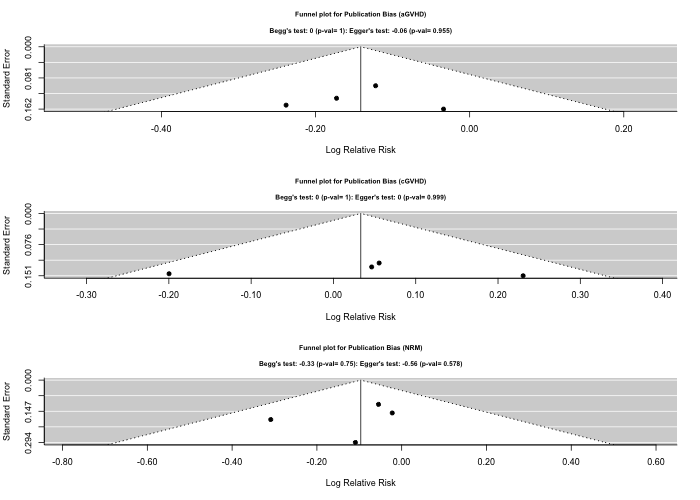 Funnel plot for Publication Bias (aGVHD)
Begg's test: 0 (p-val= 1): Egger's test: -0.06 (p-val= 0.955)
Standard Error
0.000
0.081
0.162
-0.40
-0.20
0.00
0.20
Log Relative Risk
Funnel plot for Publication Bias (cGVHD)
Begg's test: 0 (p-val= 1): Egger's test: 0 (p-val= 0.999)
Standard Error
0.000
0.076
0.151
-0.30
-0.20
-0.10
0.00
0.10
0.20
0.30
0.40
Log Relative Risk
Funnel plot for Publication Bias (NRM)
Begg's test: -0.33 (p-val= 0.75): Egger's test: -0.56 (p-val= 0.578)
Standard Error
0.000
0.147
0.294
-0.80
-0.60
-0.40
-0.20
0.00
0.20
0.40
0.60
Log Relative Risk